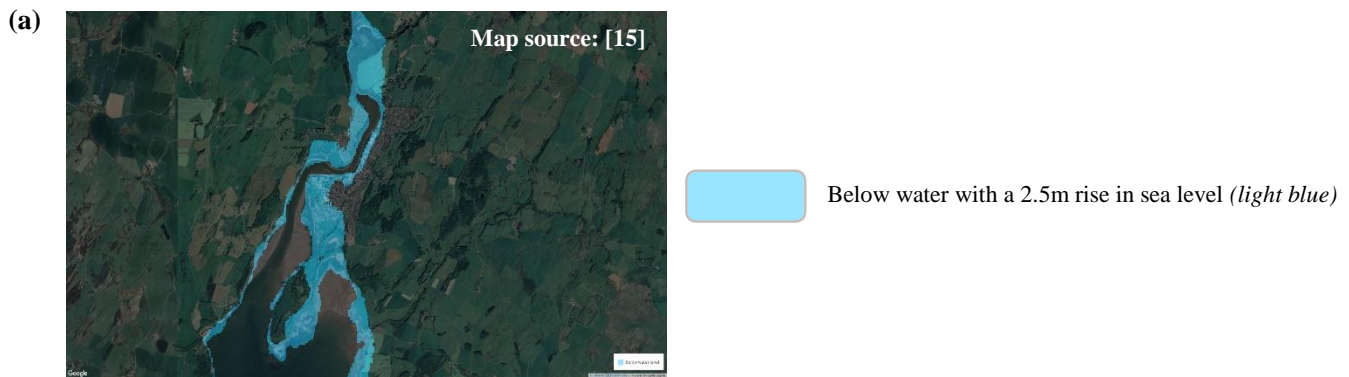 (a)
Map source: [15]
Below water with a 2.5m rise in sea level (light blue)
Google